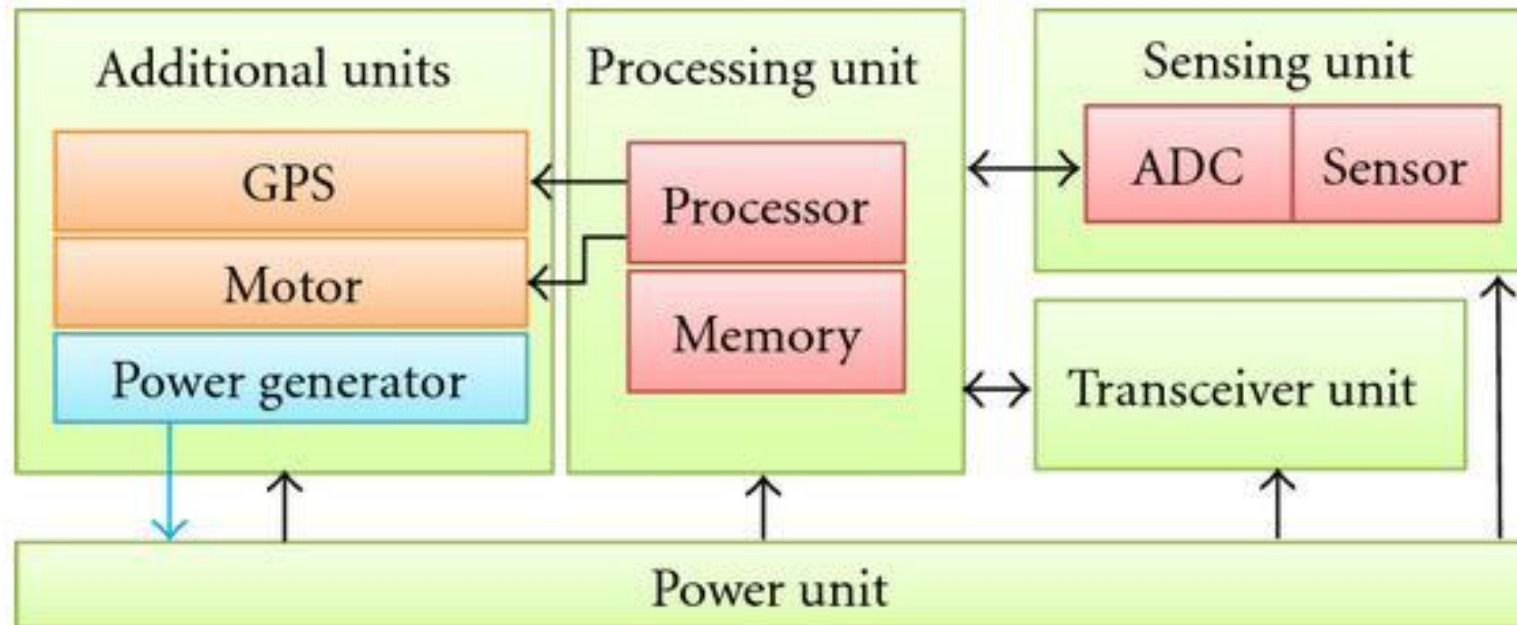 Additional units
GPS
Motor
Power generator
Processing unit
Processor
Memory
Sensing unit
ADC
Sensor
Transceiver unit
Power unit